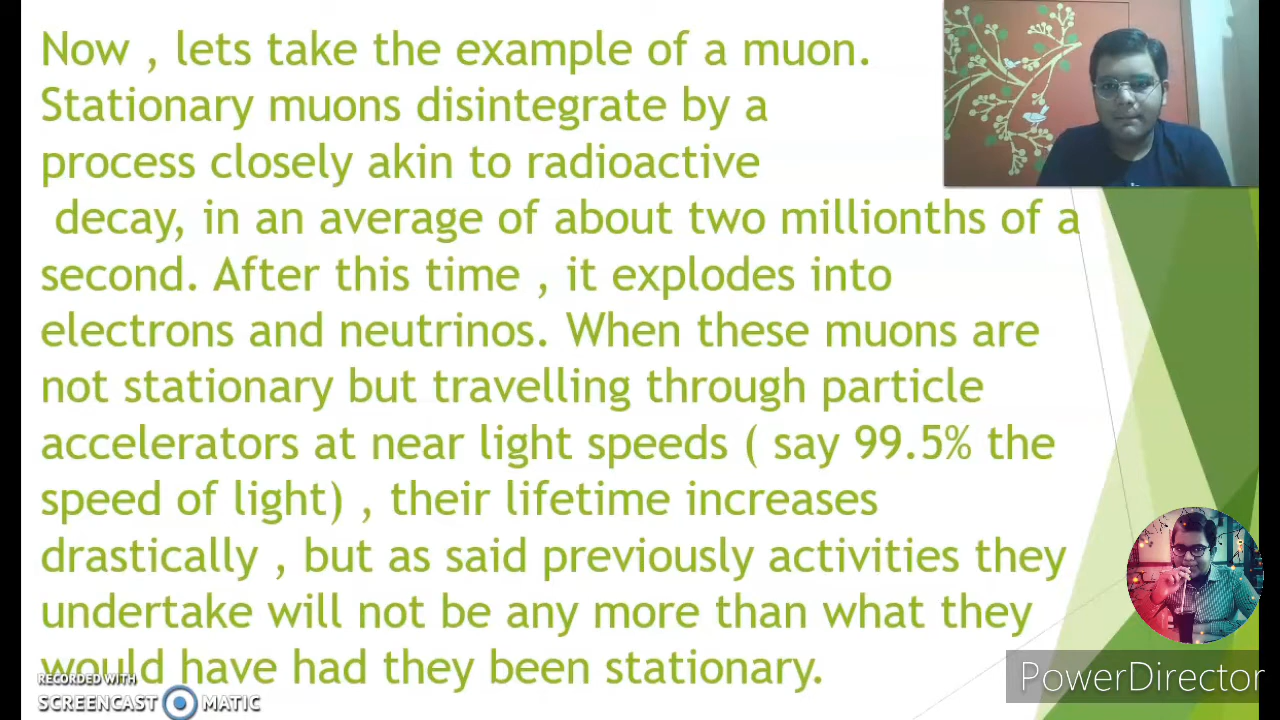 Now , lets take the example of a muon.
Stationary muons disintegrate by a
process closely akin to radioactive
decay, in an average of about two millionths of a
second. After this time , it explodes into
electrons and neutrinos. When these muons are
not stationary but travelling through particle
accelerators at near light speeds ( say 99.5% the
speed of light) , their lifetime increases
drastically , but as said previously activities they
undertake will not be any more than what they
would have had they been stationary.
RECORDED WITH
SCREENCAST MATIC
PowerDirector